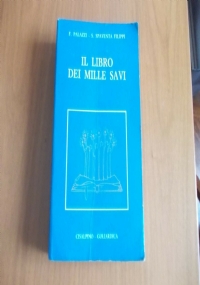 F. PALAZZI - S. SPAVENTA FILIPPI
IL LIBRO
DEI MILLE SAVI
CISALPINO-GOLIARDICA